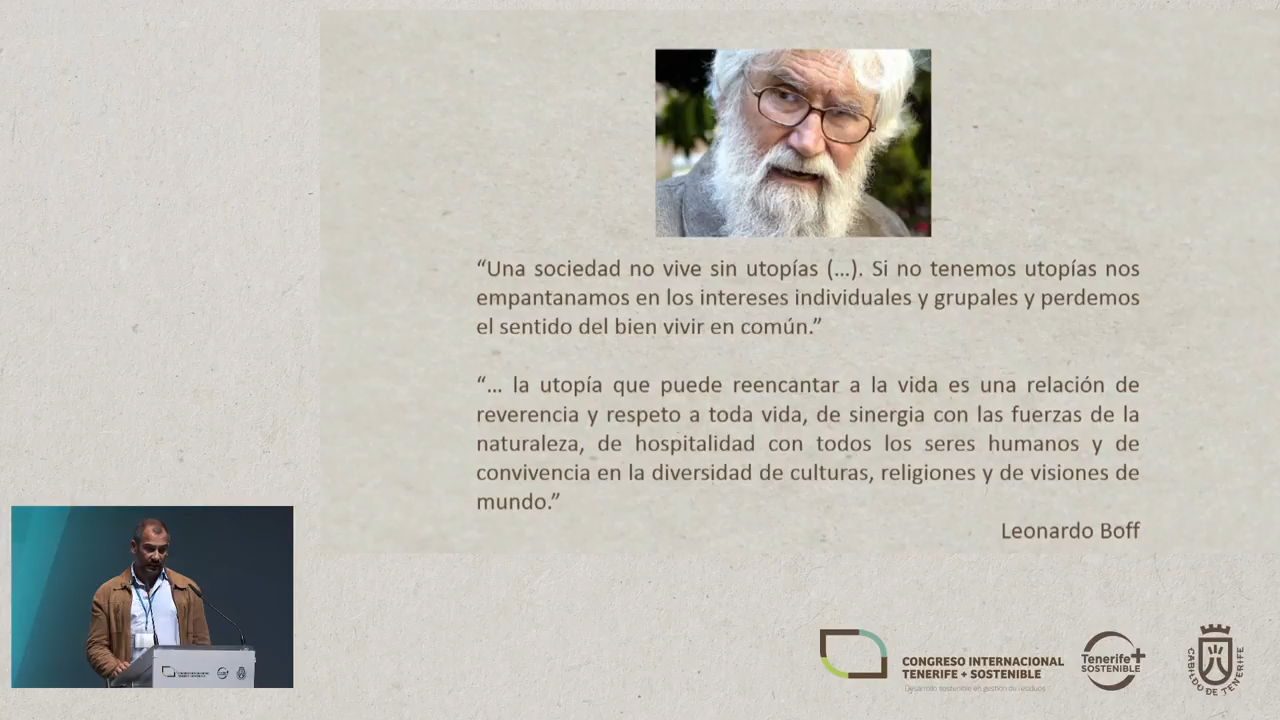 “Una sociedad no vive sin utopías (...). Si no tenemos utopías nos
empantanamos en los intereses individuales y grupales y perdemos
el sentido del bien vivir en común.”
“... la utopía que puede reencantar a la vida es una relación de
reverencia y respeto a toda vida, de sinergia con las fuerzas de la
naturaleza, de hospitalidad con todos los seres humanos y de
convivencia en la diversidad de culturas, religiones y de visiones de
mundo.”
Leonardo Boff
CONGRESO INTERNACIONAL
TENERIFE + SOSTENIBLE
Desarrollo sostenible en gestión de residuos
Tenerife+
SOSTENIBLE
CABILDO DE TENERIFE